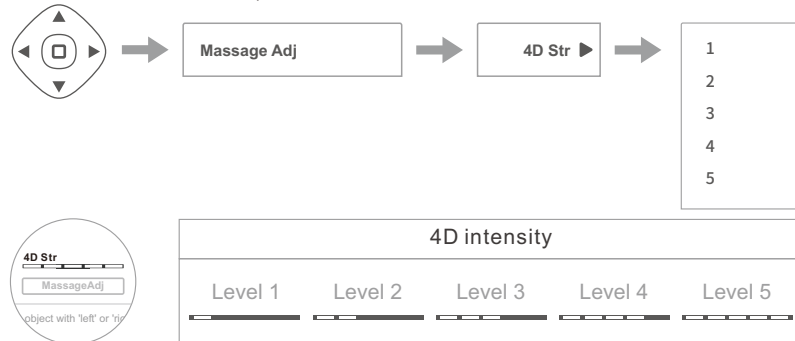 Massage Adj
4D Str
1
2
3
4
5
4D intensity
Level 1 Level 2 Level 3 Level 4 Level 5
4D Str
MassageAdj
object with 'left' or